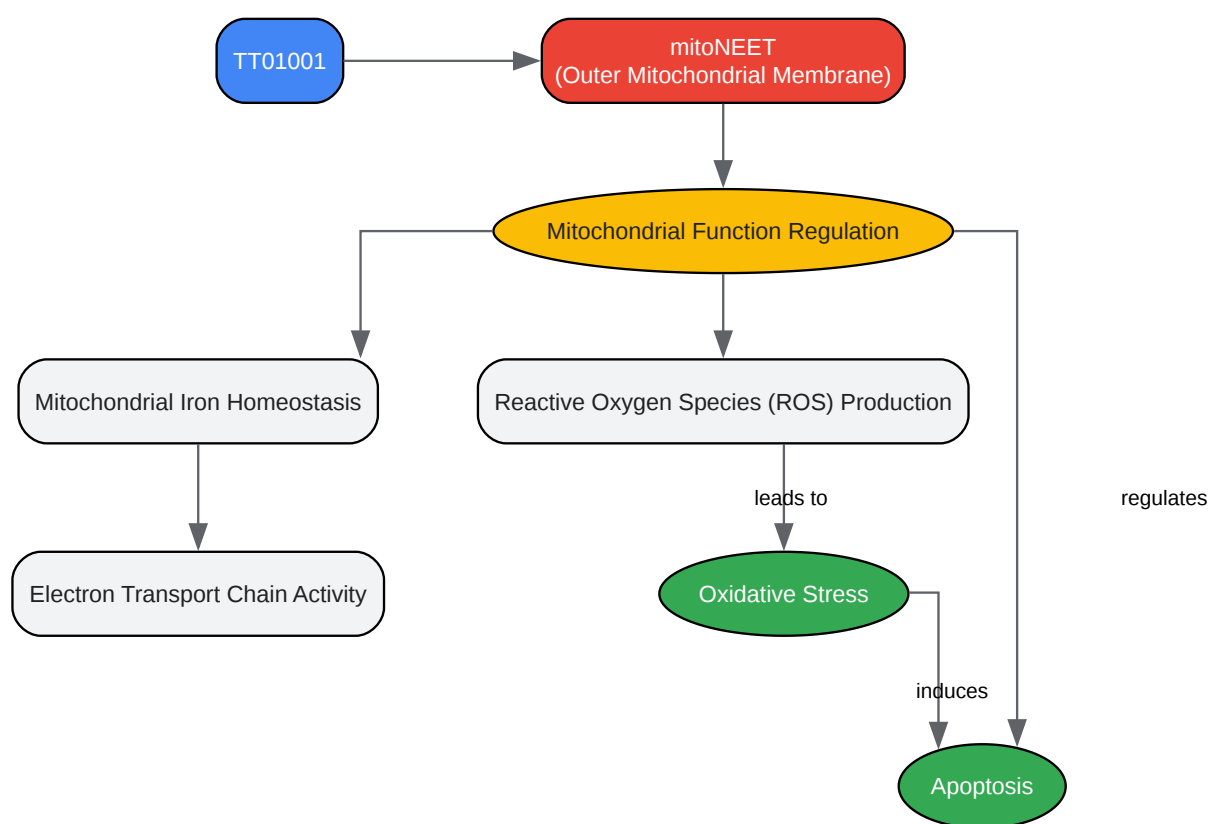 TT01001
mitoNEET
(Outer Mitochondrial Membrane)
Mitochondrial Function Regulation
Mitochondrial Iron Homeostasis
Reactive Oxygen Species (ROS) Production
leads to
regulates
Electron Transport Chain Activity
Oxidative Stress
induces
Apoptosis